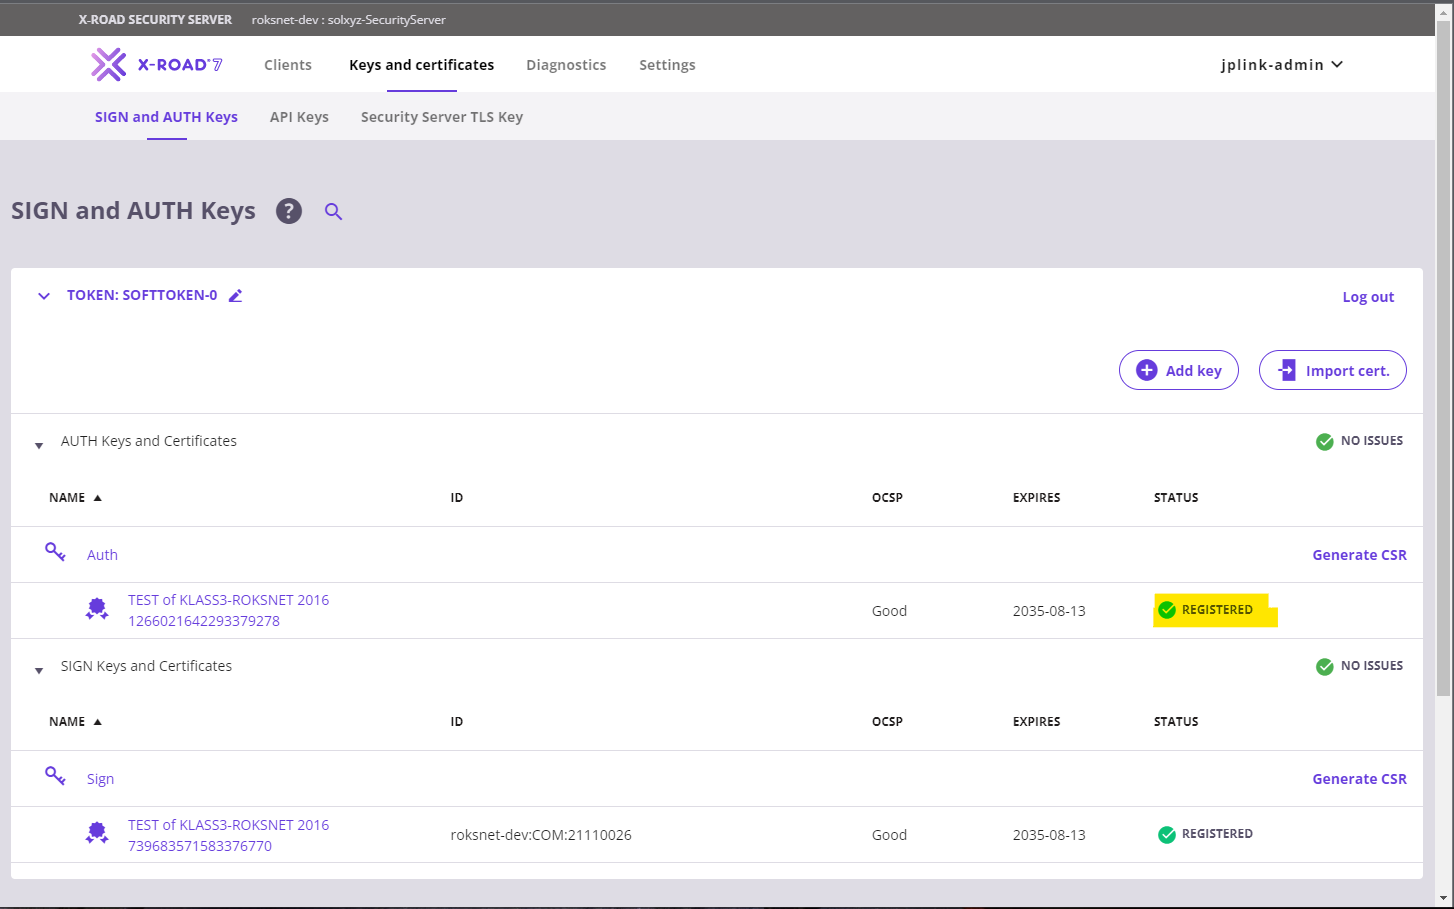 X-ROAD SECURITY SERVER roksnet-dev : solxyz-SecurityServer
X-ROAD® 7 Clients Keys and certificates Diagnostics Settings jplink-admin
SIGN and AUTH Keys API Keys Security Server TLS Key
SIGN and AUTH Keys ?
TOKEN: SOFTTOKEN-0 Log out
Add key Import cert.
AUTH Keys and Certificates NO ISSUES
NAME ID OCSP EXPIRES STATUS
Auth Generate CSR
TEST of KLASS3-ROKSNET 2016
1266021642293379278 Good 2035-08-13 REGISTERED
SIGN Keys and Certificates NO ISSUES
NAME ID OCSP EXPIRES STATUS
Sign Generate CSR
TEST of KLASS3-ROKSNET 2016
739683571583376770 roksnet-dev:COM:21110026 Good 2035-08-13 REGISTERED